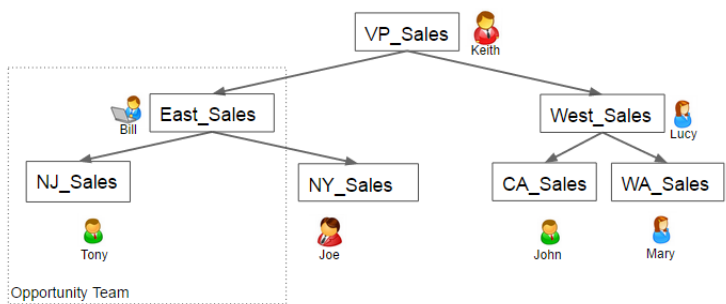 VP_Sales
Keith
Bill
East_Sales
West_Sales
Lucy
NJ_Sales
NY_Sales
CA_Sales
WA_Sales
Tony
Joe
John
Mary
Opportunity Team